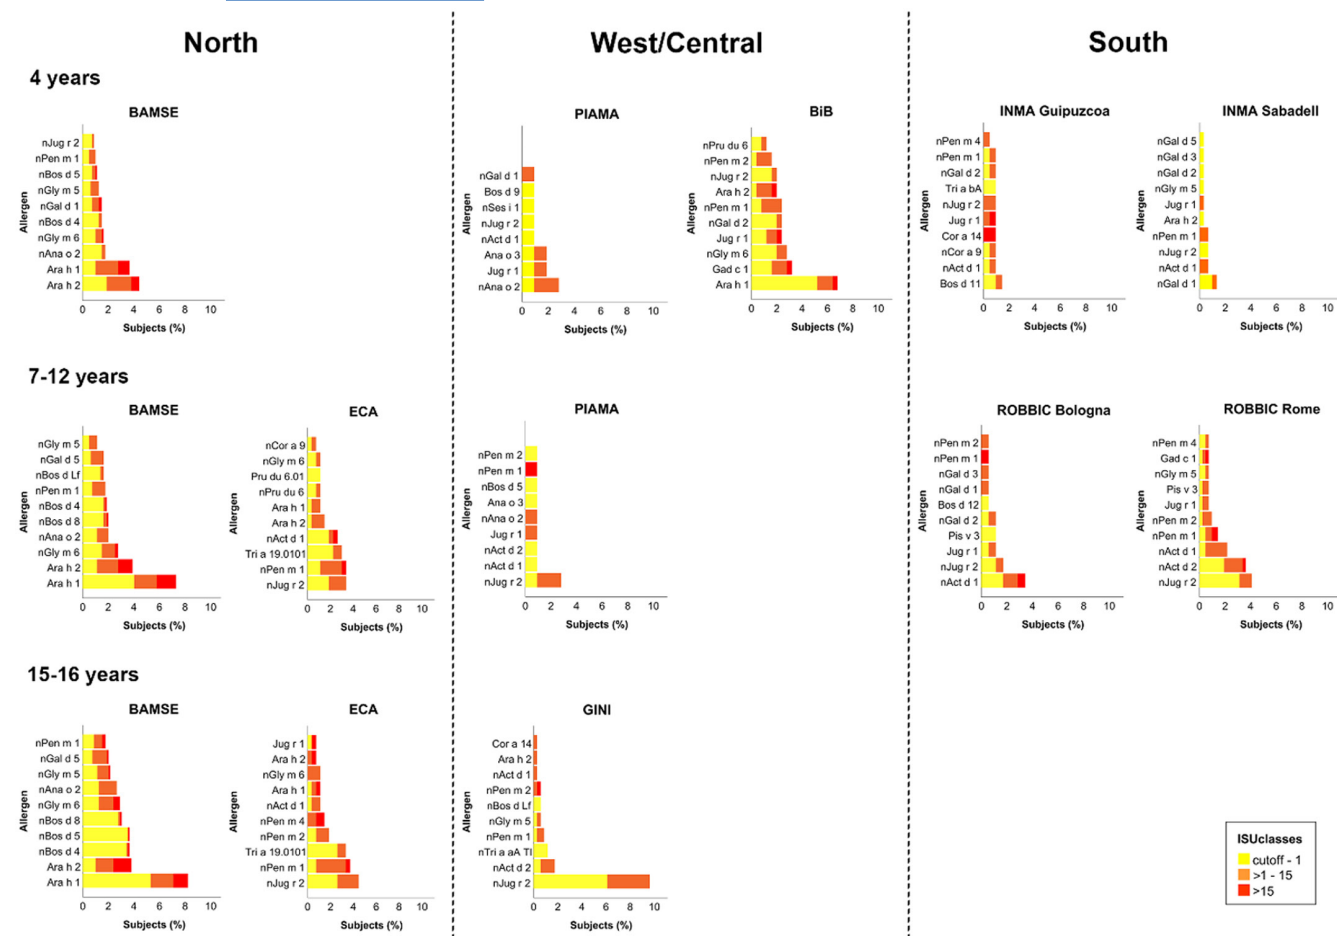 North
West/Central
South
4 years
BAMSE
Allergen
nJug r 2
nPen m 1
nBos d 5
nGly m 5
nGal d 1
nBos d 4
nGly m 6
nAna o 2
Ara h 1
Ara h 2
0 2 4 6 8 10
Subjects (%)
PIAMA
Allergen
nGal d 1
Bos d 9
nSes i 1
nJug r 2
nAct d 1
Ana o 3
Jug r 1
nAna o 2
0 2 4 6 8 10
Subjects (%)
BiB
Allergen
nPru du 6
nPen m 2
nJug r 2
Ara h 2
nPen m 1
nGal d 2
Jug r 1
nGly m 6
Gad c 1
Ara h 1
0 2 4 6 8 10
Subjects (%)
INMA Guipuzcoa
Allergen
nPen m 4
nPen m 1
nGal d 2
Tri a bA
nJug r 2
Jug r 1
Cor a 14
nCor a 9
nAct d 1
Bos d 11
0 2 4 6 8 10
Subjects (%)
INMA Sabadell
Allergen
nGal d 5
nGal d 3
nGal d 2
nGly m 5
Jug r 1
Ara h 2
nPen m 1
nJug r 2
nAct d 1
nGal d 1
0 2 4 6 8 10
Subjects (%)
7-12 years
BAMSE
Allergen
nGly m 5
nGal d 5
nBos d Lf
nPen m 1
nBos d 4
nBos d 8
nAna o 2
nGly m 6
Ara h 2
Ara h 1
0 2 4 6 8 10
Subjects (%)
ECA
Allergen
nCor a 9
nGly m 6
Pru du 6.01
nPru du 6
Ara h 1
Ara h 2
nAct d 1
Tri a 19.0101
nPen m 1
nJug r 2
0 2 4 6 8 10
Subjects (%)
PIAMA
Allergen
nPen m 2
nPen m 1
nBos d 5
Ana o 3
nAna o 2
Jug r 1
nAct d 2
nAct d 1
nJug r 2
0 2 4 6 8 10
Subjects (%)
ROBBIC Bologna
Allergen
nPen m 2
nPen m 1
nGal d 3
nGal d 1
Bos d 12
nGal d 2
Pis v 3
Jug r 1
nJug r 2
nAct d 1
0 2 4 6 8 10
Subjects (%)
ROBBIC Rome
Allergen
nPen m 4
Gad c 1
nGly m 5
Pis v 3
Jug r 1
nPen m 2
nPen m 1
nAct d 1
nAct d 2
nJug r 2
0 2 4 6 8 10
Subjects (%)
15-16 years
BAMSE
Allergen
nPen m 1
nGal d 5
nGly m 5
nAna o 2
nGly m 6
nBos d 8
nBos d 5
nBos d 4
Ara h 2
Ara h 1
0 2 4 6 8 10
Subjects (%)
ECA
Allergen
Jug r 1
Ara h 2
nGly m 6
Ara h 1
nAct d 1
nPen m 4
nPen m 2
Tri a 19.0101
nPen m 1
nJug r 2
0 2 4 6 8 10
Subjects (%)
GINI
Allergen
Cor a 14
Ara h 2
nAct d 1
nPen m 2
nBos d Lf
nGly m 5
nPen m 1
nTri a aA TI
nAct d 2
nJug r 2
0 2 4 6 8 10
Subjects (%)
ISUclasses
cutoff - 1
>1 - 15
>15